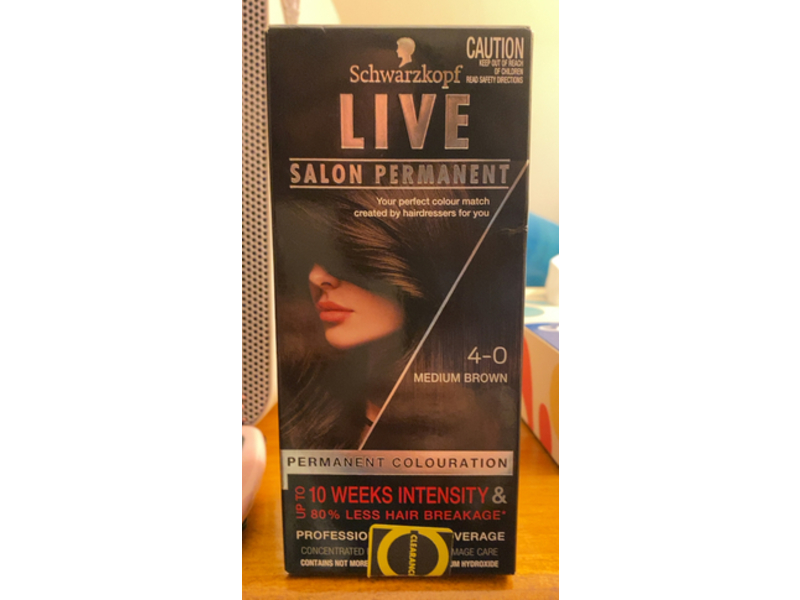 CAUTION
KEEP OUT OF REACH
OF CHILDREN
READ SAFETY DIRECTIONS
Schwarzkopf
LIVE
SALON PERMANENT
Your perfect colour match
created by hairdressers for you
4-0
MEDIUM BROWN
PERMANENT COLOURATION
UP TO 10 WEEKS INTENSITY &
80% LESS HAIR BREAKAGE*
PROFESSIO VERAGE
CONCENTRATED MAGE CARE
CONTAINS NOT MORE UM HYDROXIDE
CLEARANC